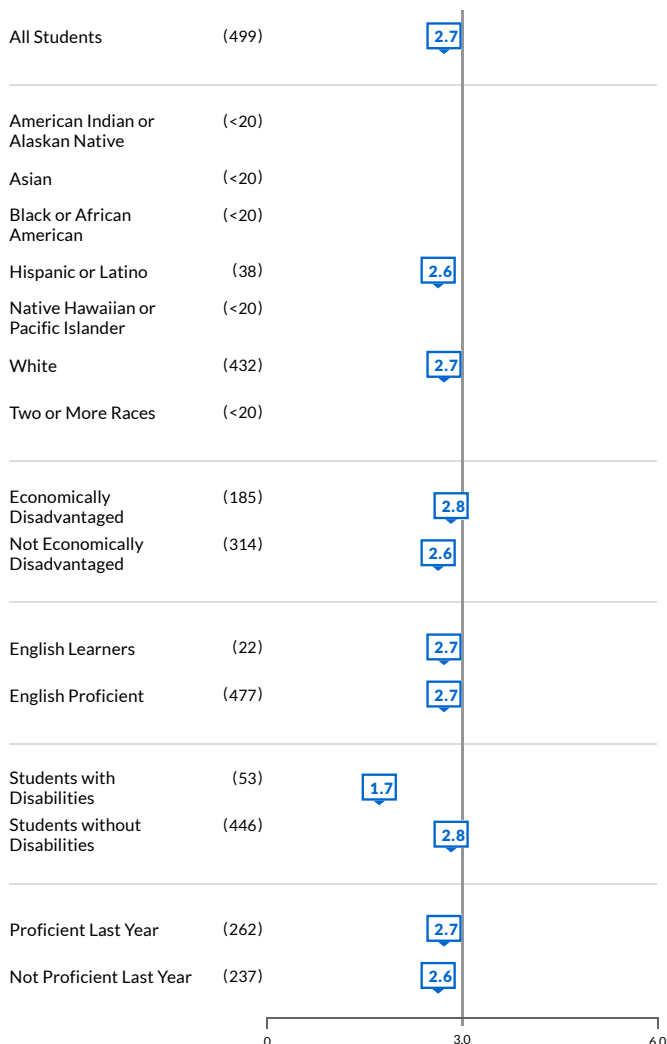 All Students (499) 2.7
American Indian or (<20)
Alaskan Native
Asian (<20)
Black or African (<20)
American
Hispanic or Latino (38) 2.6
Native Hawaiian or (<20)
Pacific Islander
White (432) 2.7
Two or More Races (<20)
Economically (185) 2.8
Disadvantaged
Not Economically (314) 2.6
Disadvantaged
English Learners (22) 2.7
English Proficient (477) 2.7
Students with (53) 1.7
Disabilities
Students without (446) 2.8
Disabilities
Proficient Last Year (262) 2.7
Not Proficient Last Year (237) 2.6
0 3.0 6.0